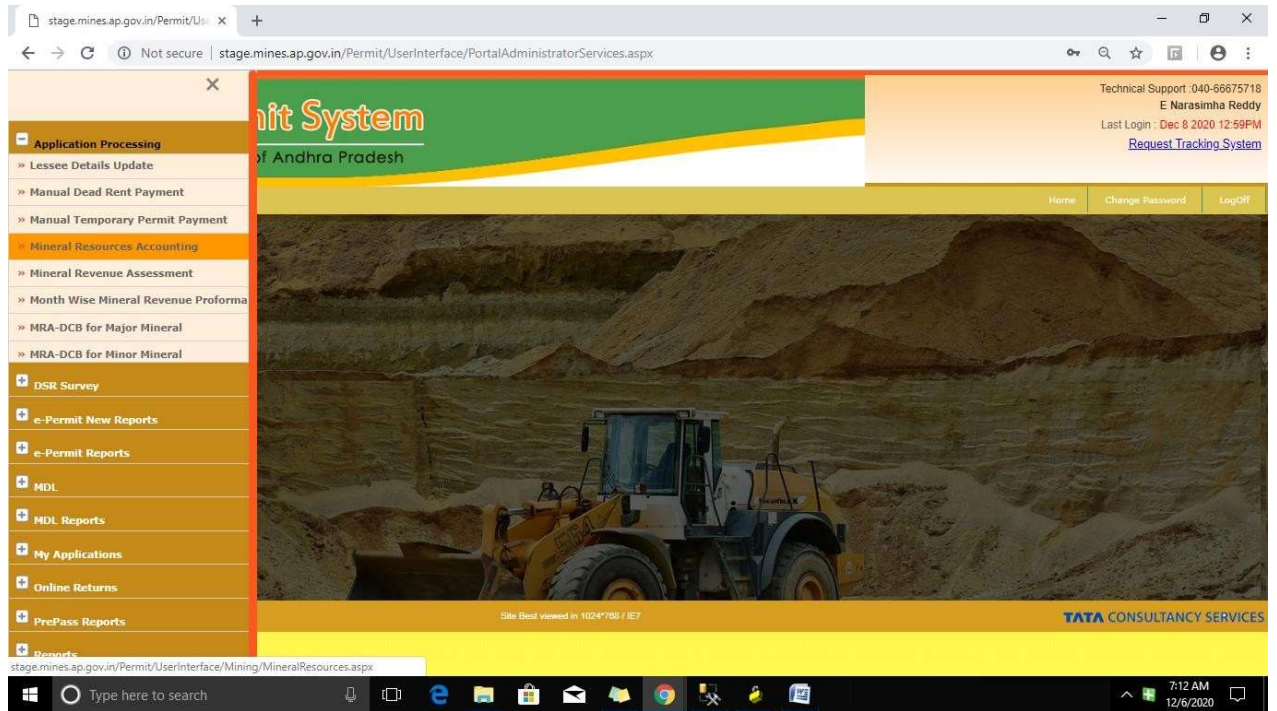 stage.mines.ap.gov.in/Permit/Us
Not secure | stage.mines.ap.gov.in/Permit/UserInterface/PortalAdministratorServices.aspx
Technical Support :040-66675718
E Narasimha Reddy
Last Login : Dec 8 2020 12:59PM
Request Tracking System
mit System
of Andhra Pradesh
Home Change Password LogOff
Application Processing
» Lessee Details Update
» Manual Dead Rent Payment
» Manual Temporary Permit Payment
» Mineral Resources Accounting
» Mineral Revenue Assessment
» Month Wise Mineral Revenue Proforma
» MRA-DCB for Major Mineral
» MRA-DCB for Minor Mineral
DSR Survey
e-Permit New Reports
e-Permit Reports
MDL
MDL Reports
My Applications
Online Returns
PrePass Reports
Reports
Site Best viewed in 1024*768 / IE7
TATA CONSULTANCY SERVICES
stage.mines.ap.gov.in/Permit/UserInterface/Mining/MineralResources.aspx
Type here to search
7:12 AM
12/6/2020